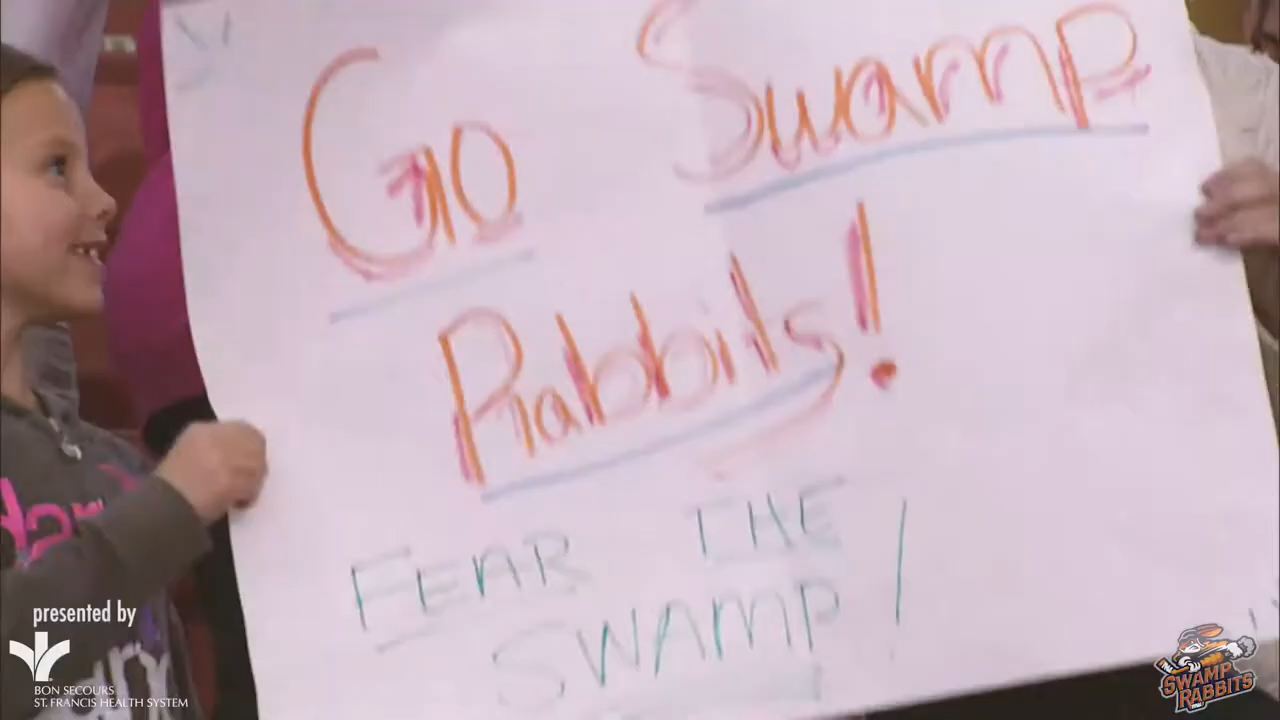 Go Swamp
Rabbits!
FEAR THE
SWAMP!
presented by
BON SECOURS
ST. FRANCIS HEALTH SYSTEM
SWAMP
RABBITS